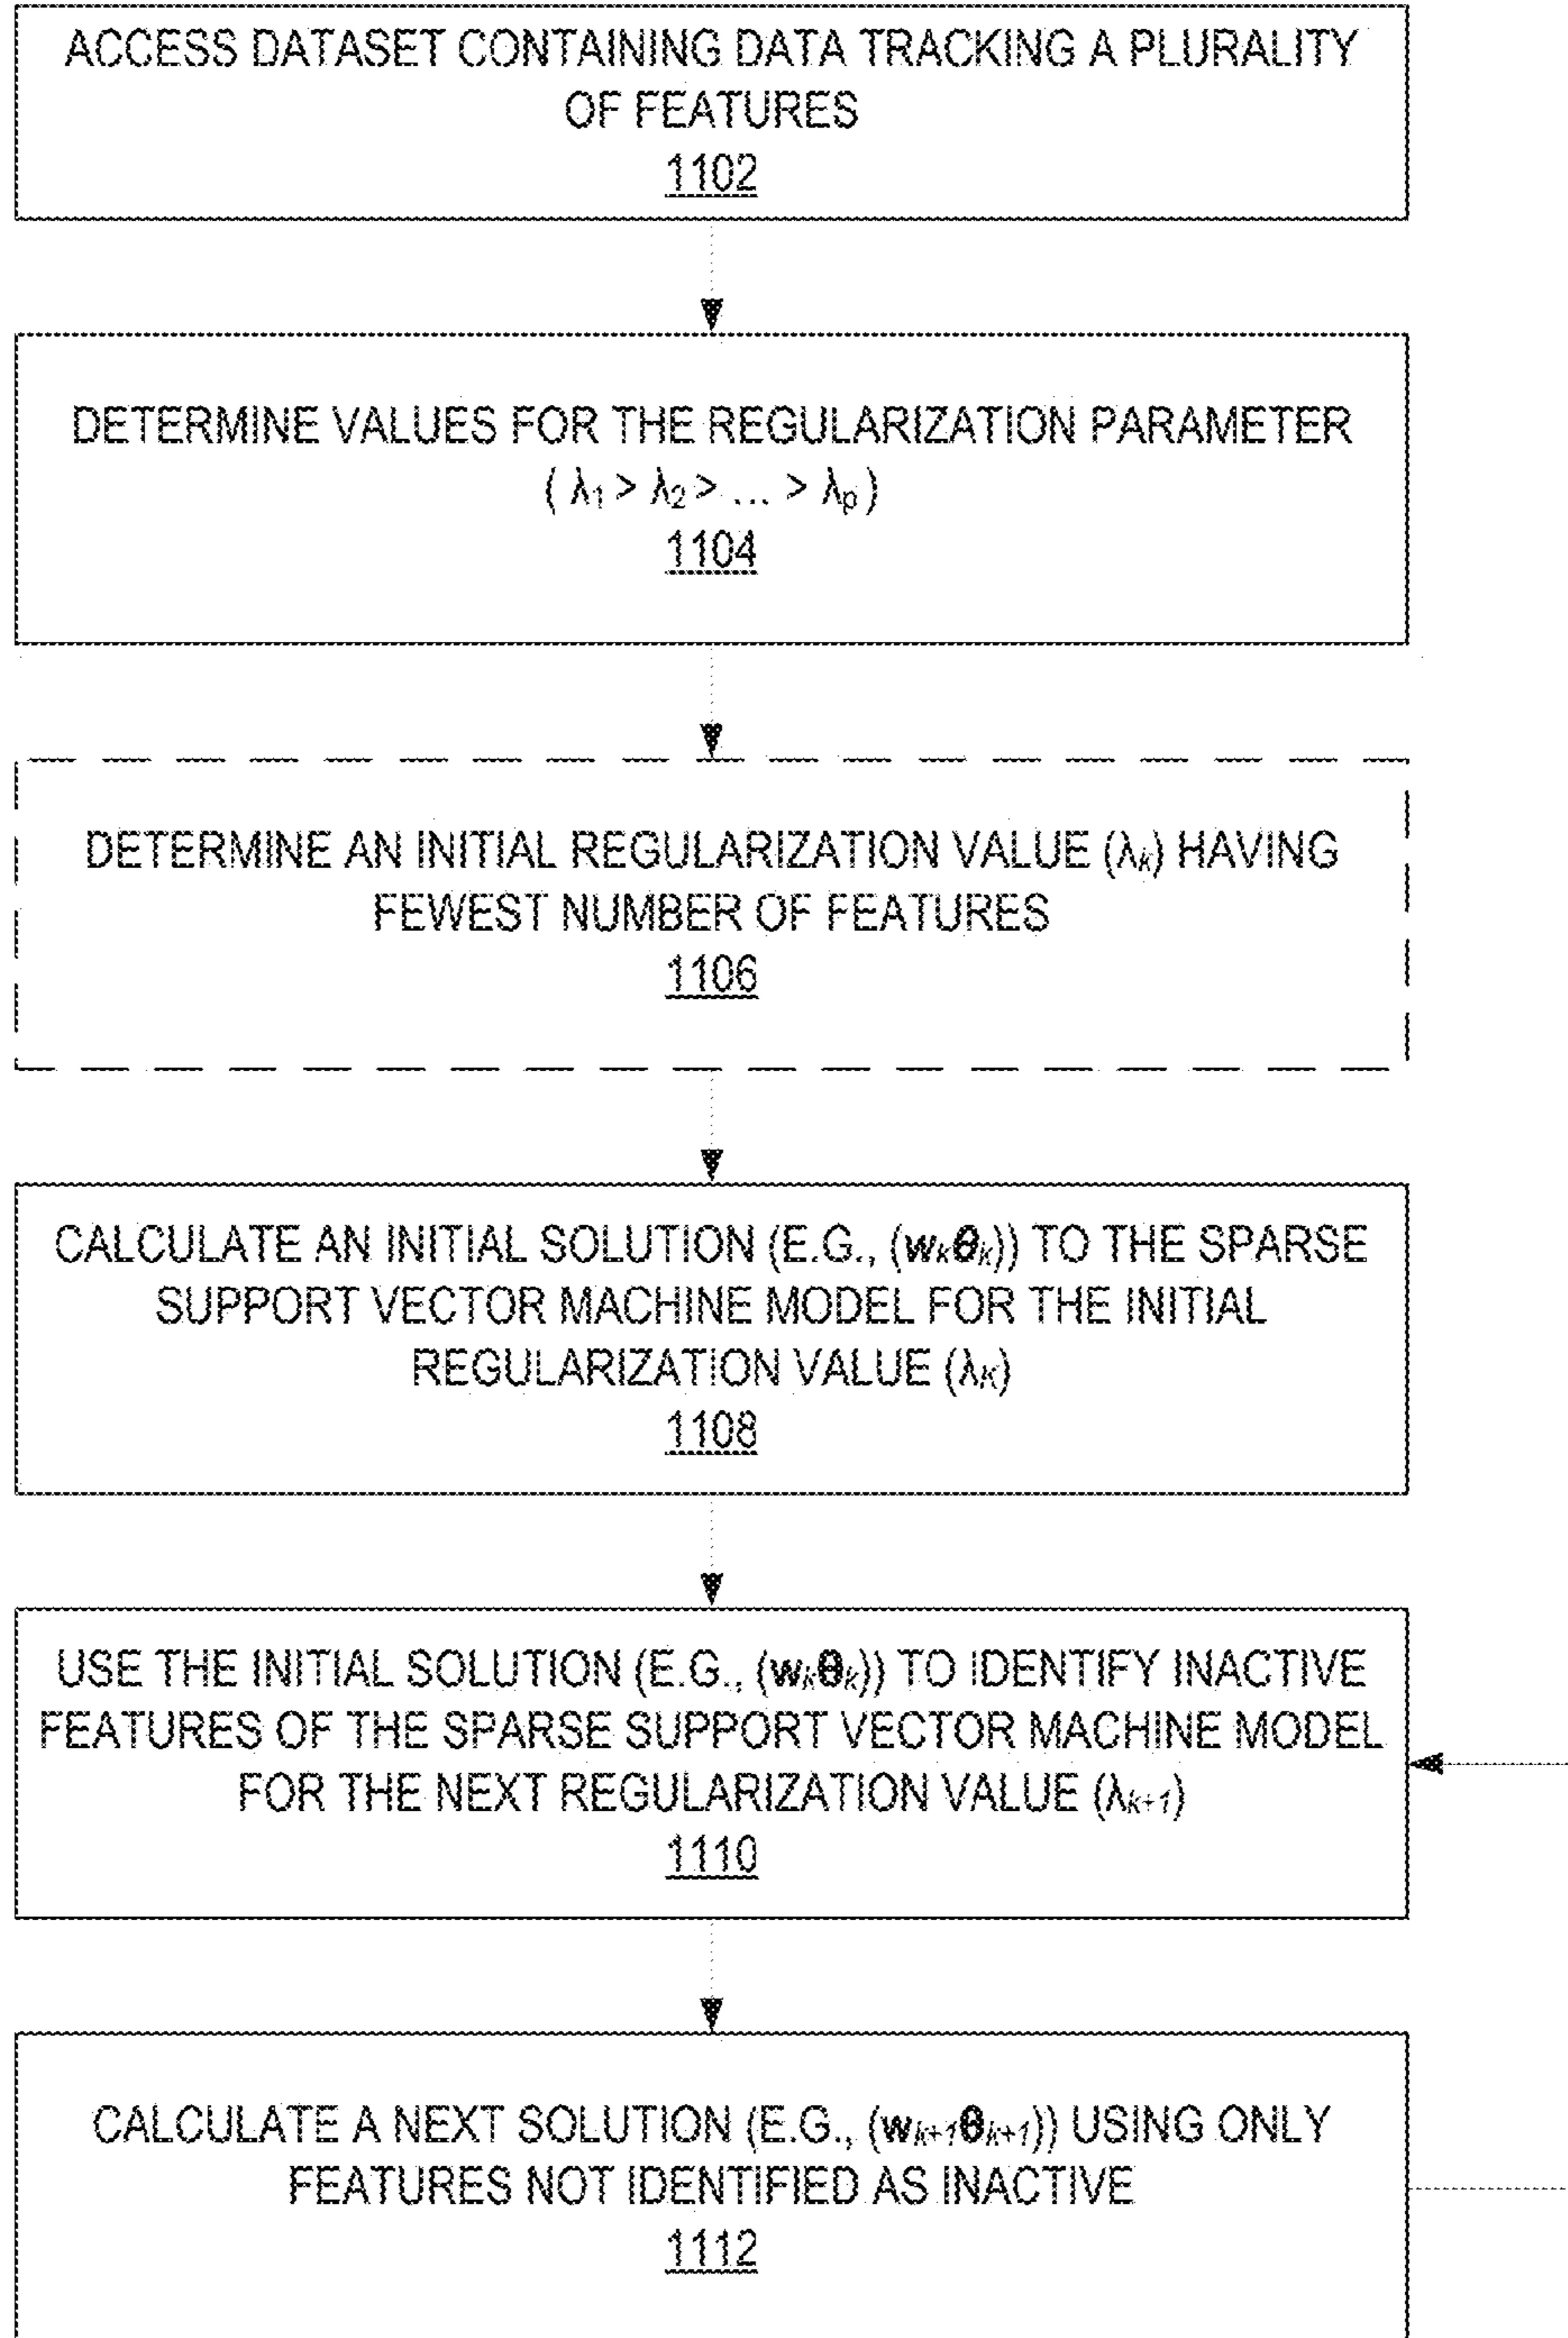 ACCESS DATASET CONTAINING DATA TRACKING A PLURALITY
OF FEATURES
1102
DETERMINE VALUES FOR THE REGULARIZATION PARAMETER
( λ₁ > λ₂ > ... > λₚ )
1104
DETERMINE AN INITIAL REGULARIZATION VALUE (λₖ) HAVING
FEWEST NUMBER OF FEATURES
1106
CALCULATE AN INITIAL SOLUTION (E.G., (wₖθₖ)) TO THE SPARSE
SUPPORT VECTOR MACHINE MODEL FOR THE INITIAL
REGULARIZATION VALUE (λₖ)
1108
USE THE INITIAL SOLUTION (E.G., (wₖθₖ)) TO IDENTIFY INACTIVE
FEATURES OF THE SPARSE SUPPORT VECTOR MACHINE MODEL
FOR THE NEXT REGULARIZATION VALUE (λₖ₊₁)
1110
CALCULATE A NEXT SOLUTION (E.G., (wₖ₊₁θₖ₊₁)) USING ONLY
FEATURES NOT IDENTIFIED AS INACTIVE
1112